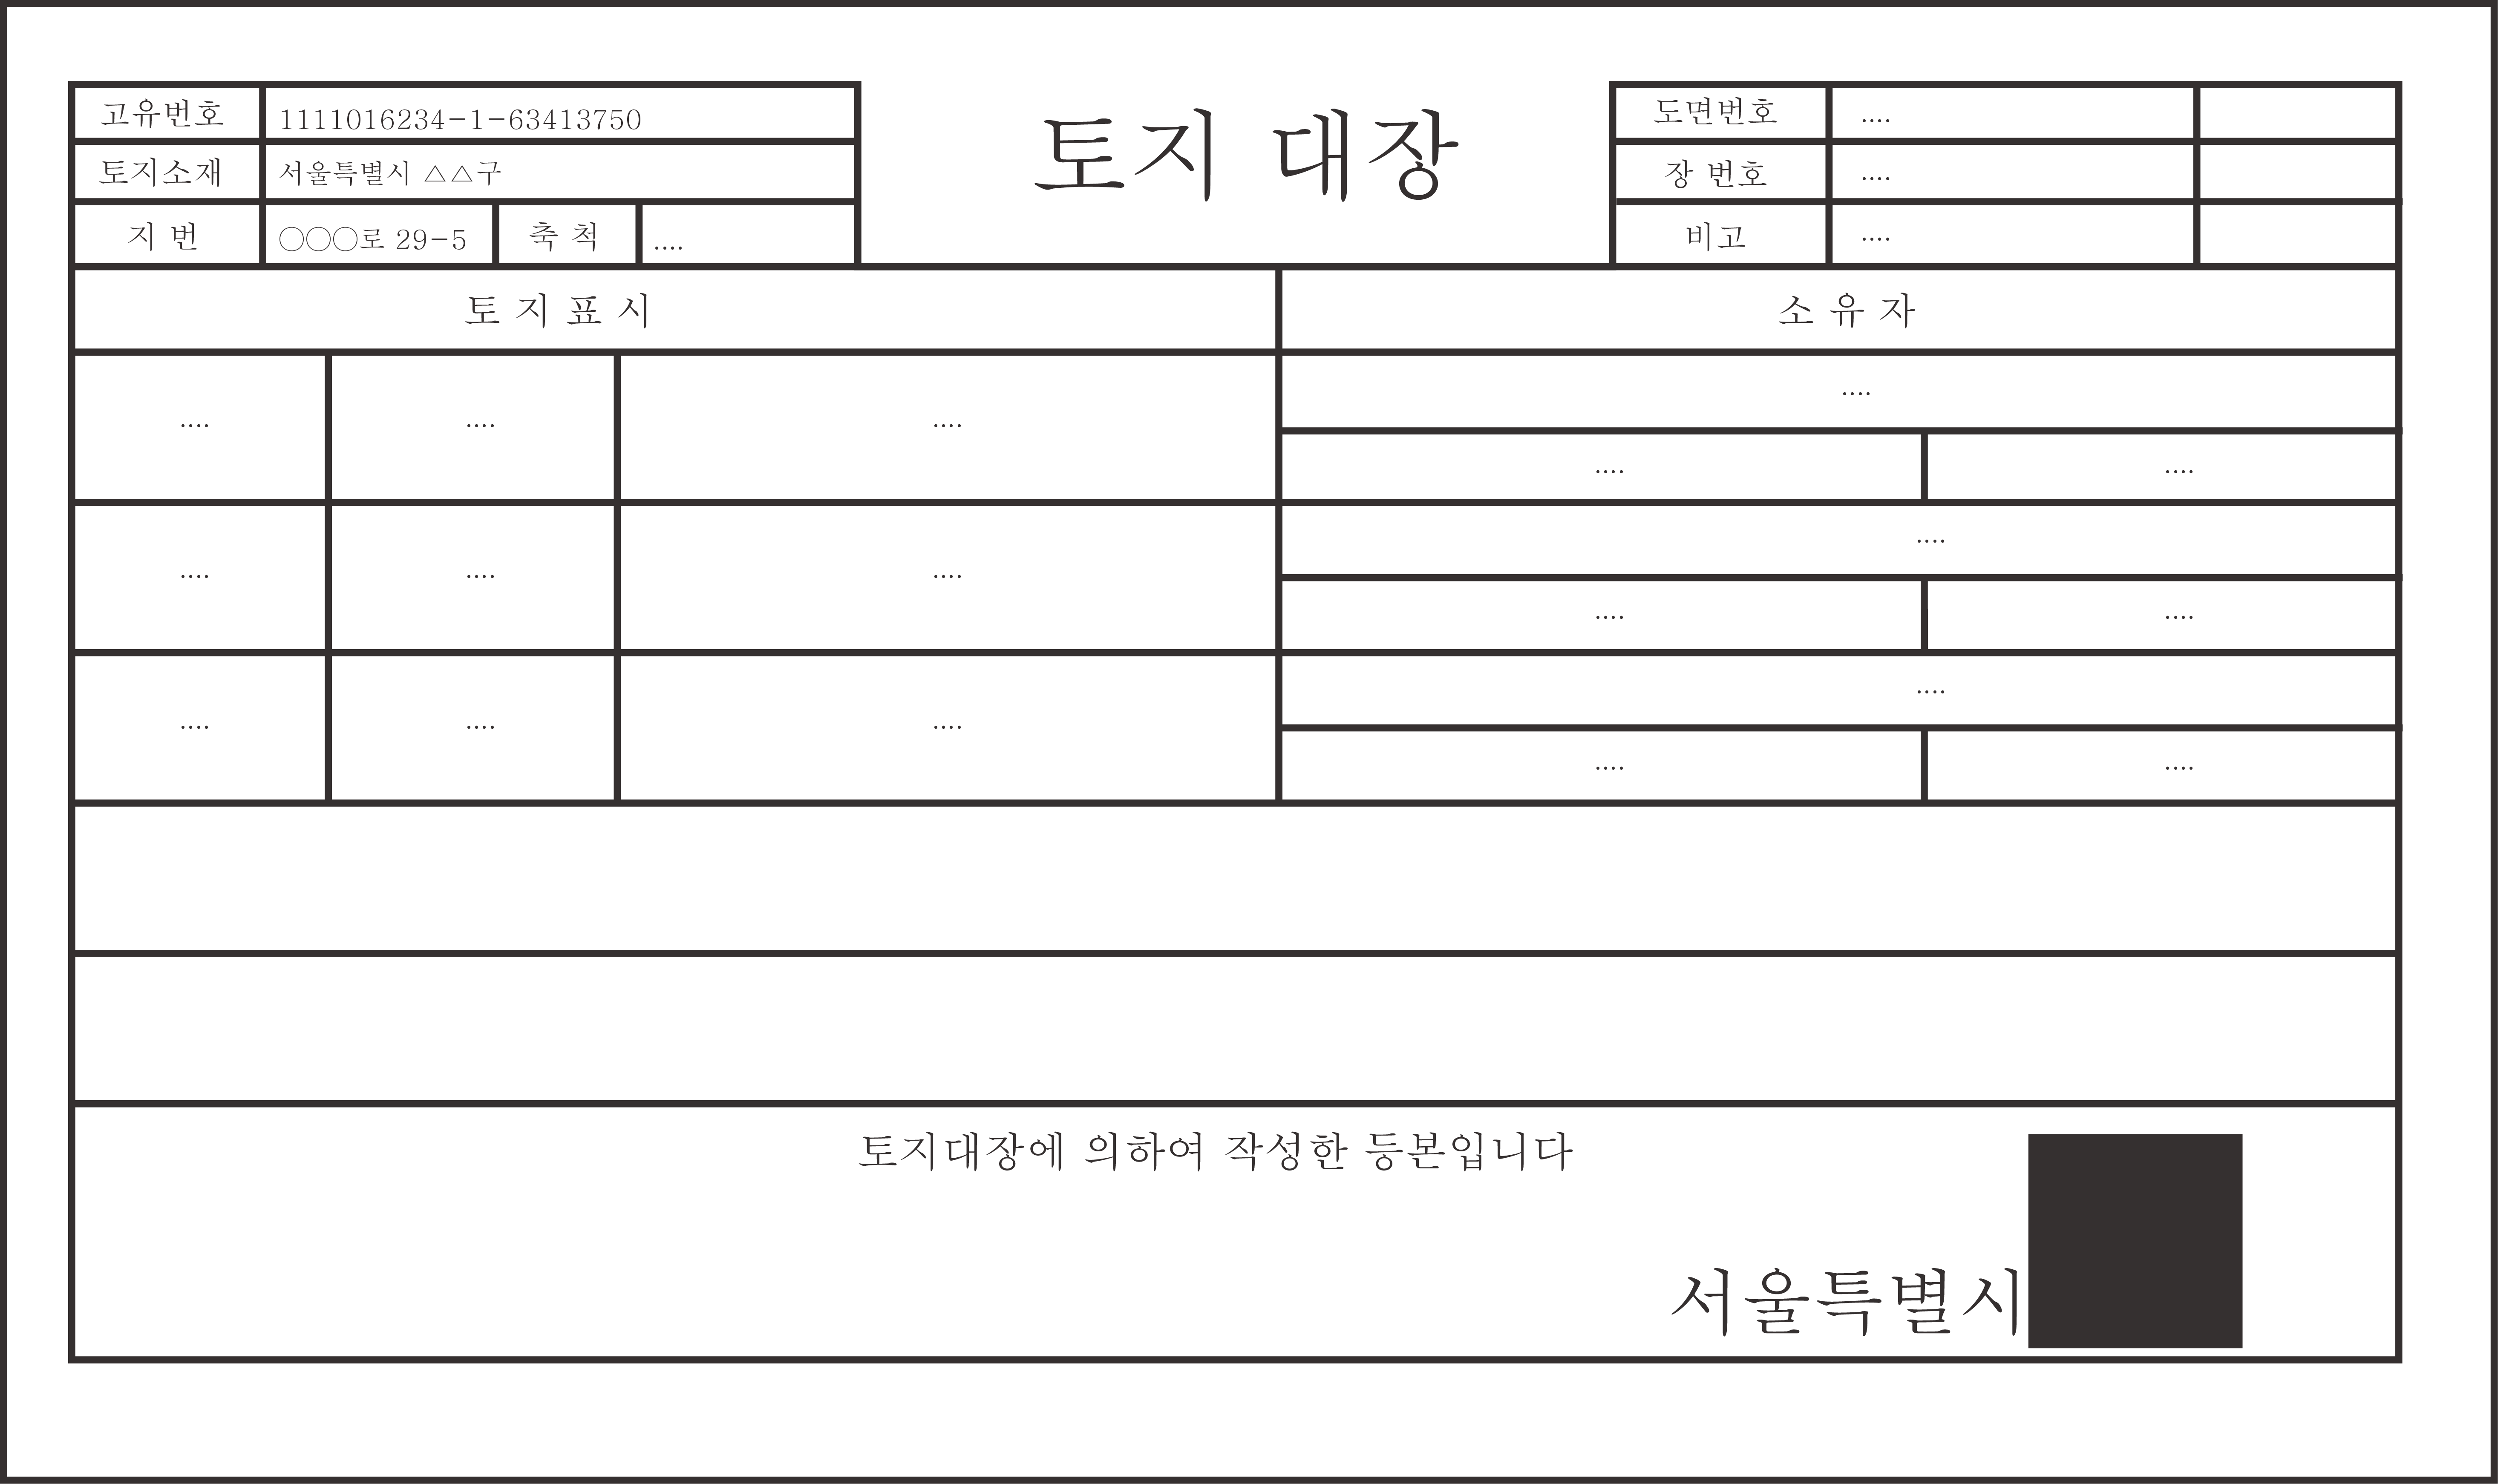 고유번호 1111016234-1-63413750
토지소재 서울특별시 △△구
지 번 ○○○로 29-5 축 척 ....
토지 대장
도면번호 ....
장 번호 ....
비고 ....
토 지 표 시
소 유 자
.... .... .... ....
.... ....
.... .... .... ....
.... ....
.... .... .... ....
.... ....
토지대장에 의하여 작성한 등본입니다
서울특별시